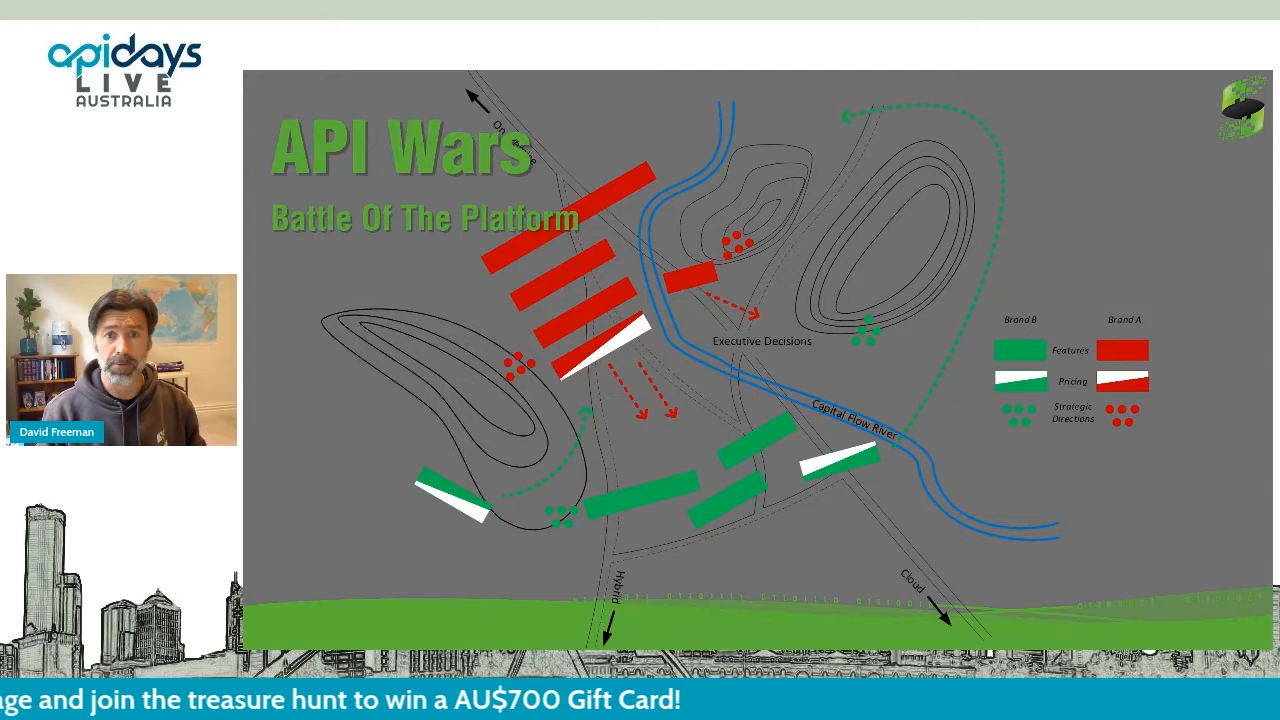 apidays
LIVE
AUSTRALIA
API Wars
Battle Of The Platform
Executive Decisions
Capital Flow River
Hybrid
Cloud
Brand B
Brand A
Features
Pricing
Strategic
Directions
David Freeman
age and join the treasure hunt to win a AU$700 Gift Card!